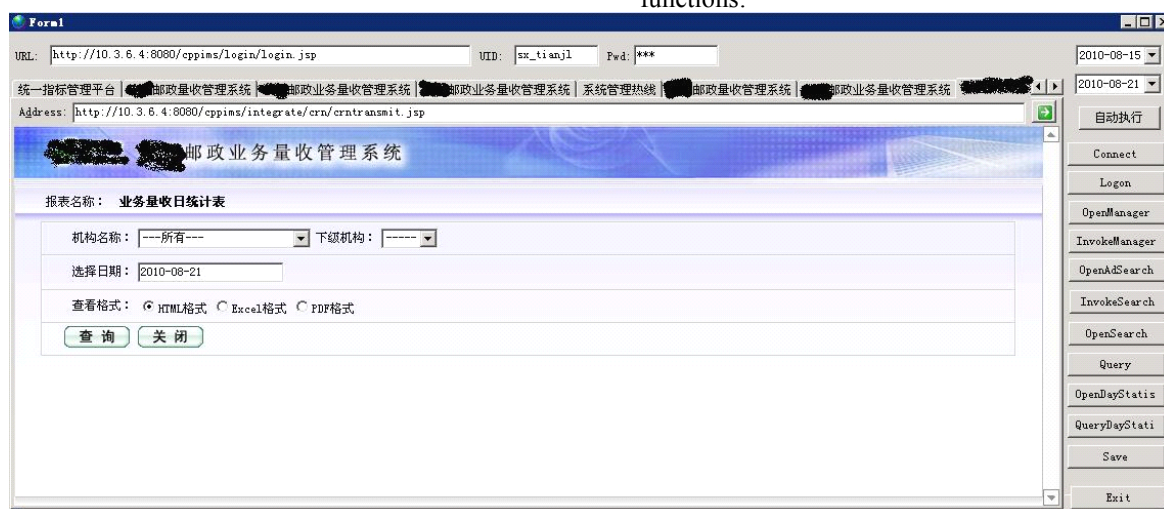 functions:
Form1
URL: http://10.3.6.4:8080/cppims/login/login.jsp UID: sx_tianjl Pwd: *** 2010-08-15
统一指标管理平台 邮政量收管理系统 邮政业务量收管理系统 邮政业务量收管理系统 系统管理热线 邮政量收管理系统 邮政业务量收管理系统 2010-08-21
Address: http://10.3.6.4:8080/cppims/integrate/crn/crntransmit.jsp
自动执行
邮政业务量收管理系统
Connect
Logon
报表名称: 业务量收日统计表
OpenManager
机构名称: ---所有--- 下级机构: -----
InvokeManager
选择日期: 2010-08-21
OpenAdSearch
查看格式: HTML格式 Excel格式 PDF格式
InvokeSearch
查询 关闭
OpenSearch
Query
OpenDayStatis
QueryDayStati
Save
Exit